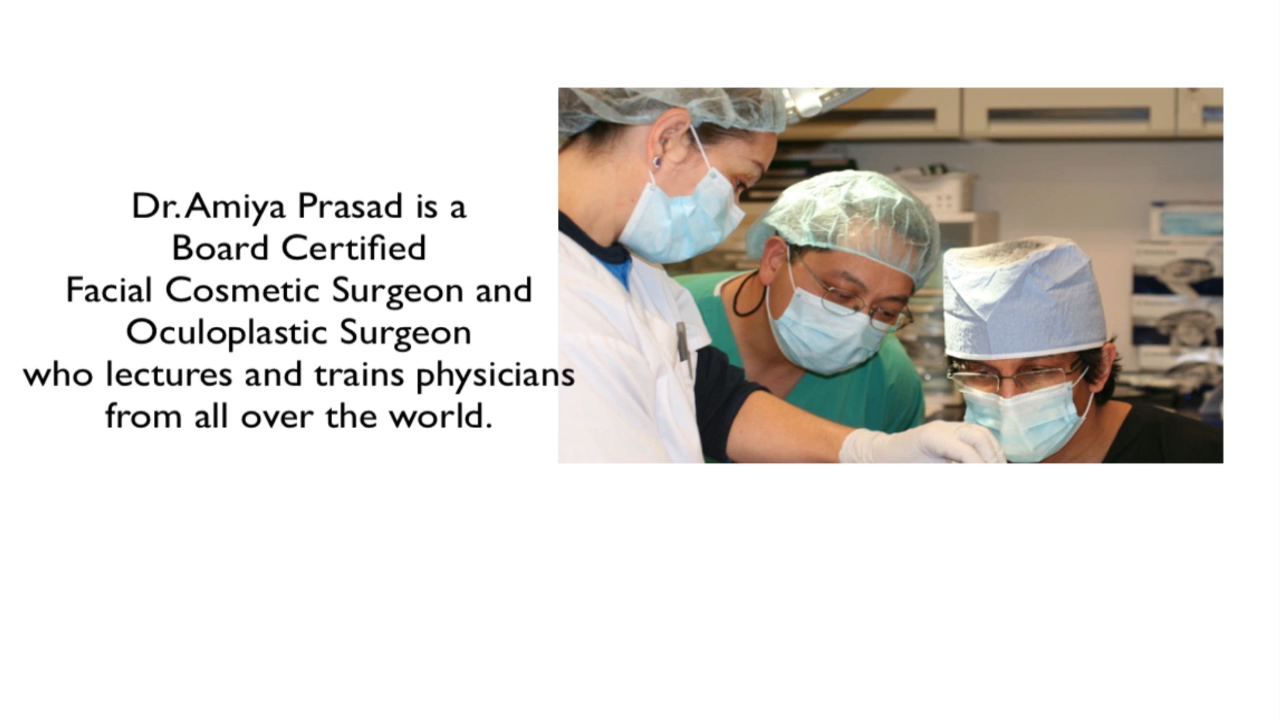 Dr. Amiya Prasad is a
Board Certified
Facial Cosmetic Surgeon and
Oculoplastic Surgeon
who lectures and trains physicians
from all over the world.